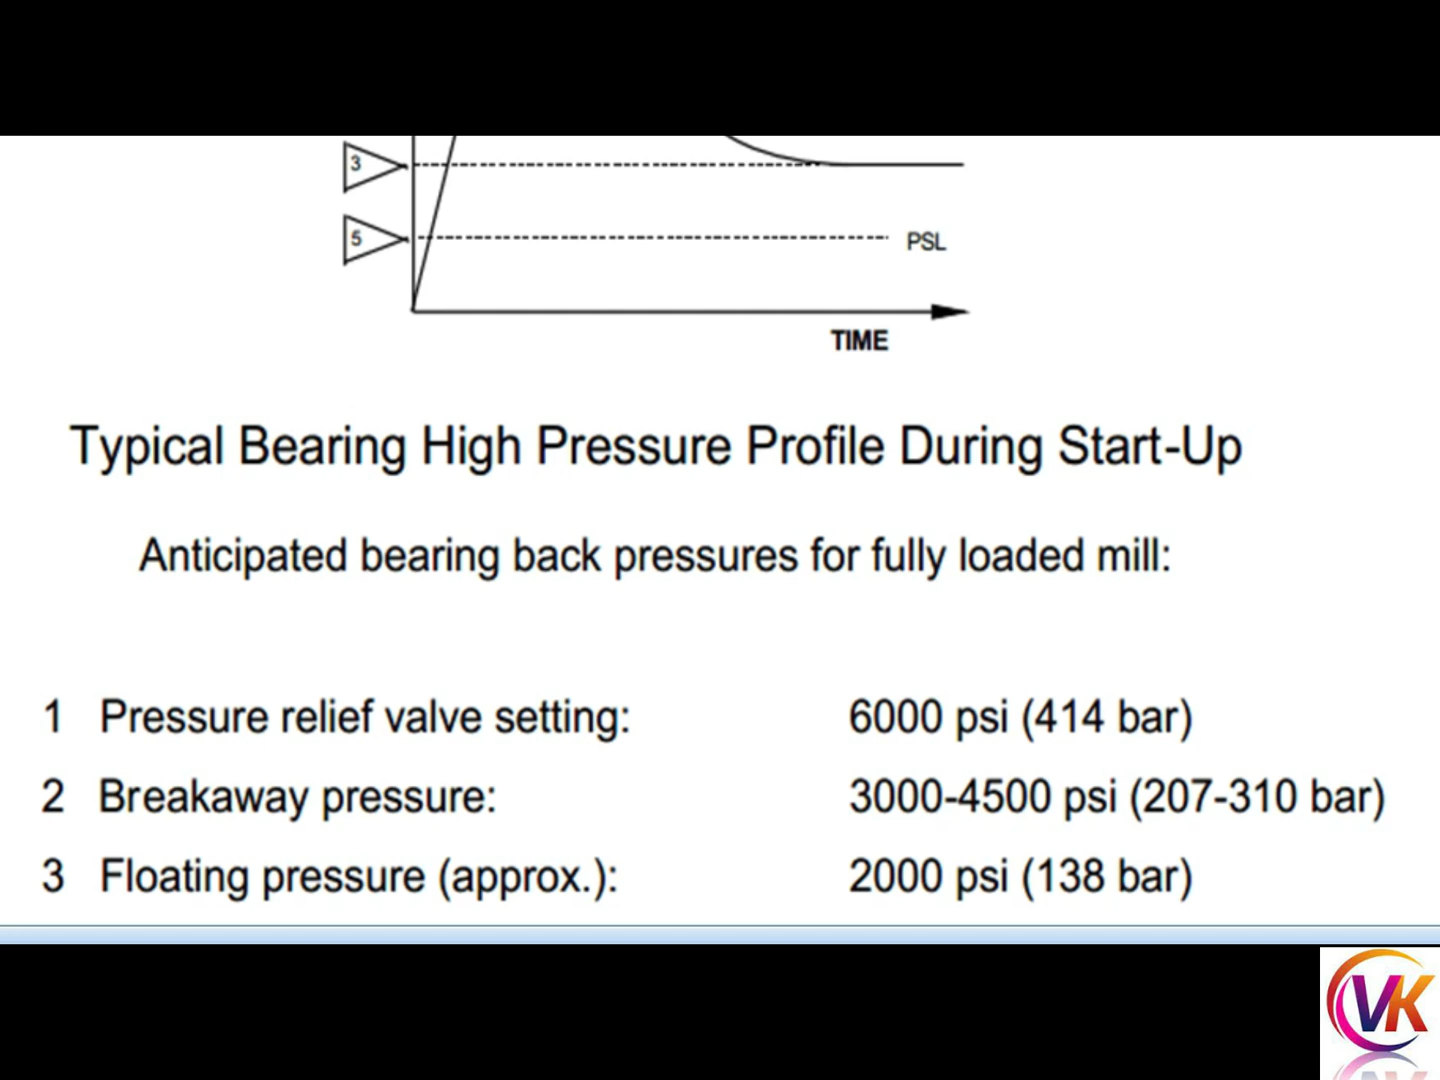 3
5
PSL
TIME
Typical Bearing High Pressure Profile During Start-Up
Anticipated bearing back pressures for fully loaded mill:
1 Pressure relief valve setting: 6000 psi (414 bar)
2 Breakaway pressure: 3000-4500 psi (207-310 bar)
3 Floating pressure (approx.): 2000 psi (138 bar)
VK